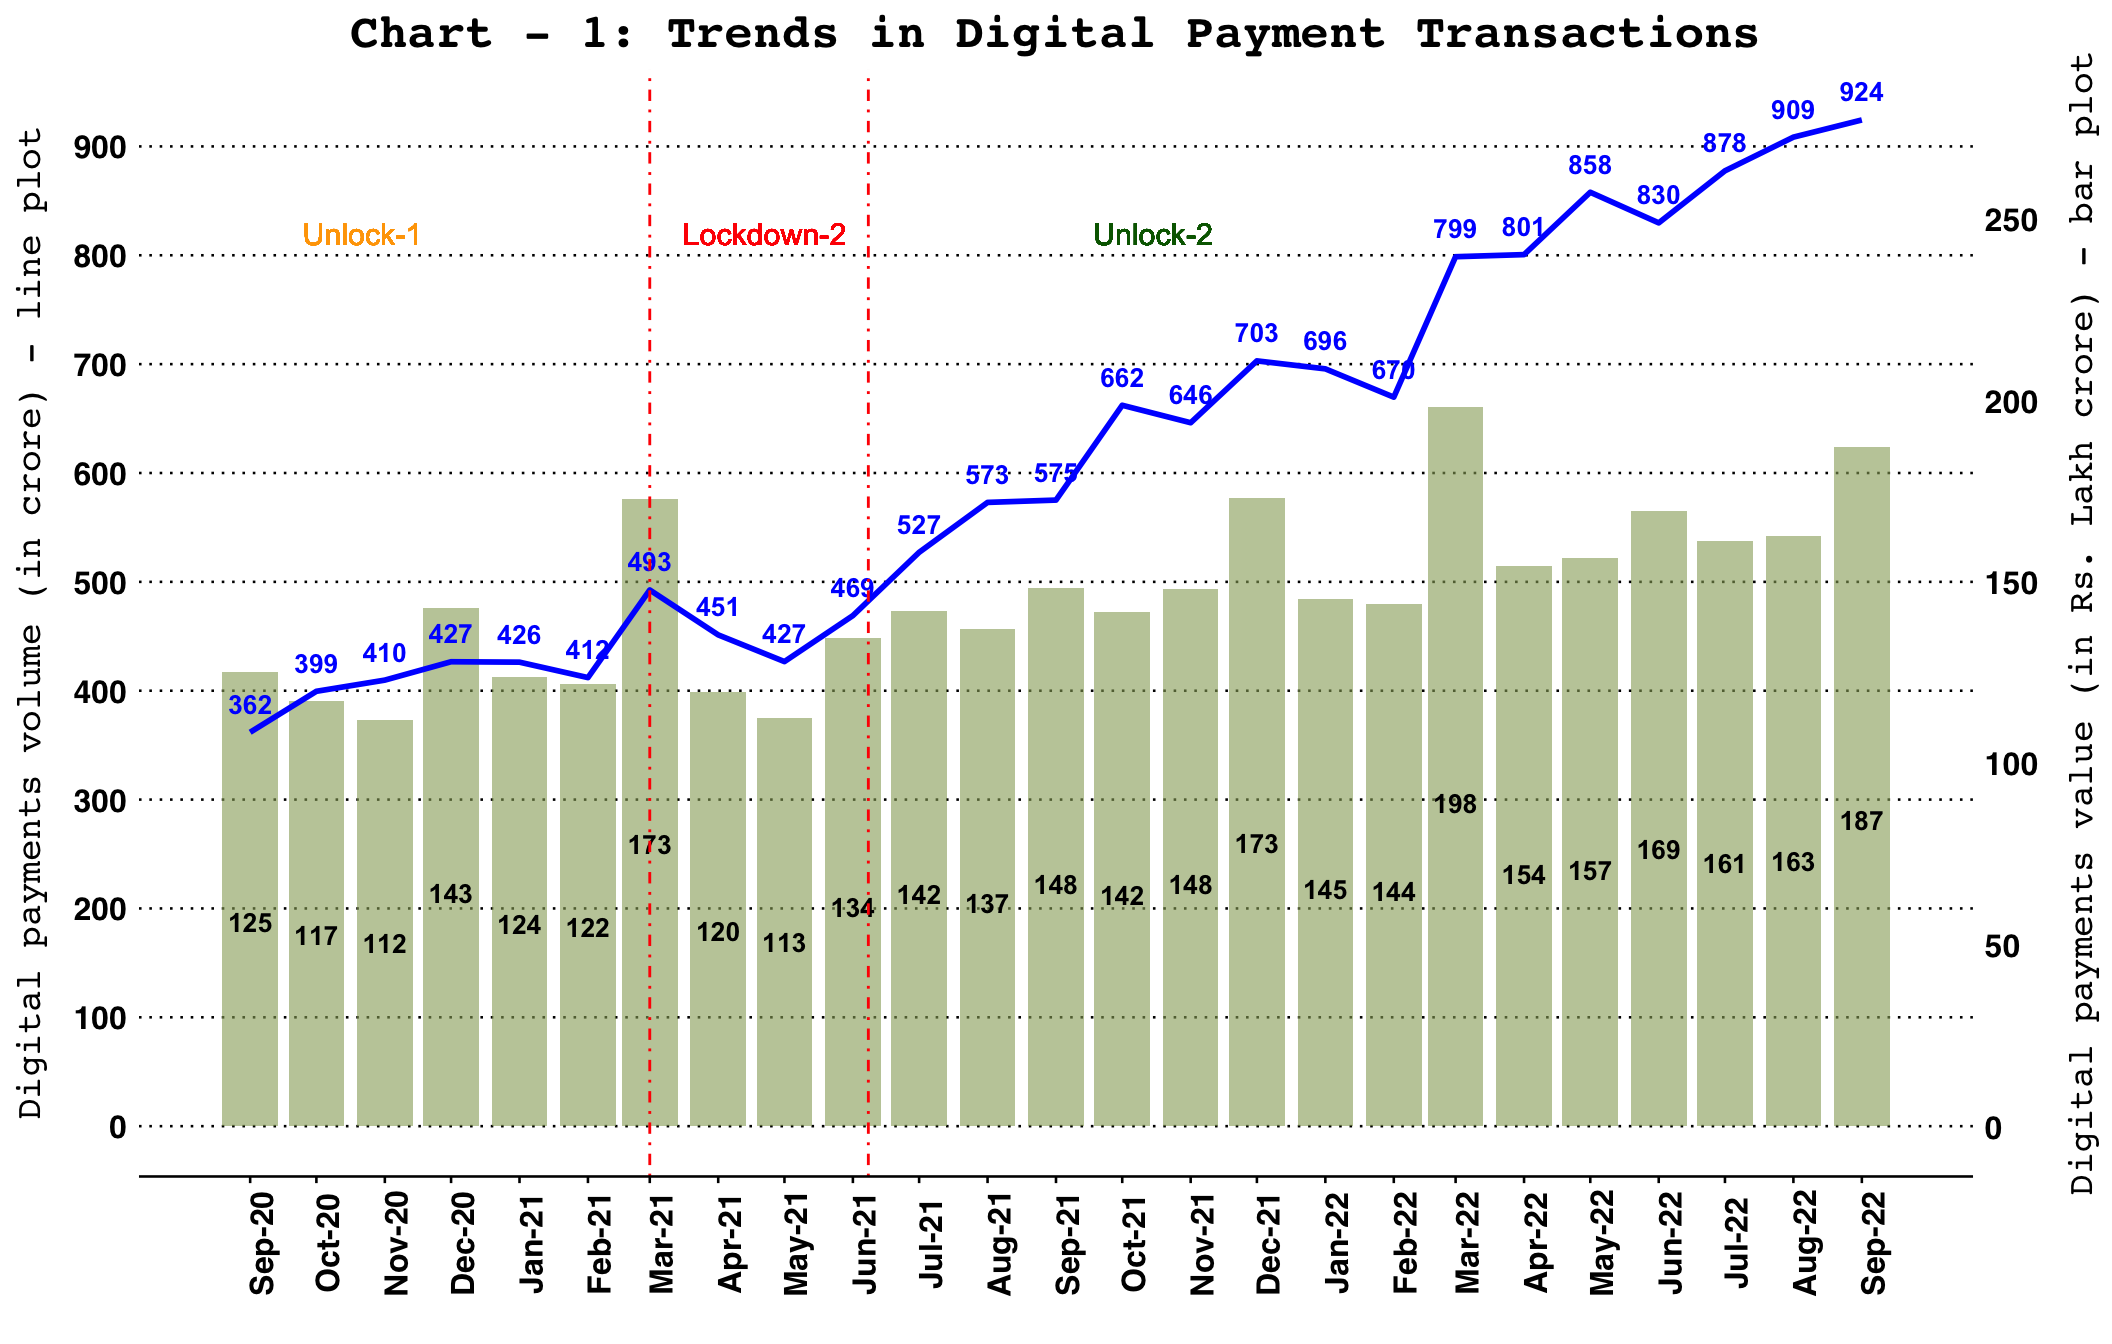 Chart - 1: Trends in Digital Payment Transactions
Digital payments volume (in crore) - line plot
900
800
700
600
500
400
300
200
100
0
Unlock-1
Lockdown-2
Unlock-2
362
399
410
427
426
412
493
451
427
469
527
573
575
662
646
703
696
670
799
801
858
830
878
909
924
125
117
112
143
124
122
173
120
113
134
142
137
148
142
148
173
145
144
198
154
157
169
161
163
187
250
200
150
100
50
0
Digital payments value (in Rs. Lakh crore) - bar plot
Sep-20
Oct-20
Nov-20
Dec-20
Jan-21
Feb-21
Mar-21
Apr-21
May-21
Jun-21
Jul-21
Aug-21
Sep-21
Oct-21
Nov-21
Dec-21
Jan-22
Feb-22
Mar-22
Apr-22
May-22
Jun-22
Jul-22
Aug-22
Sep-22